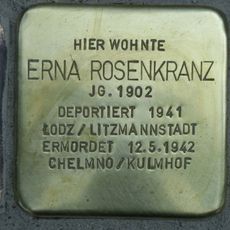 HIER WOHNTE
ERNA ROSENKRANZ
JG. 1902
DEPORTIERT 1941
ŁODZ/LITZMANNSTADT
ERMORDET 12.5.1942
CHELMNO/KULMHOF